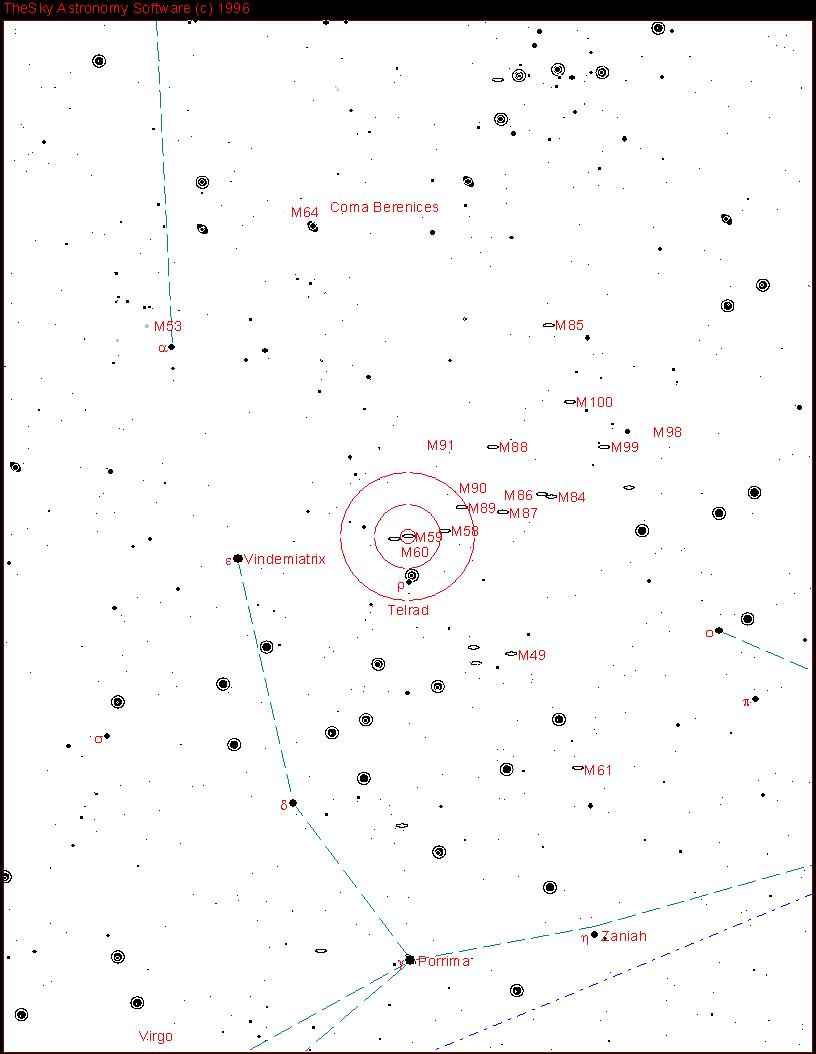 TheSky Astronomy Software (c) 1996
M64
Coma Berenices
M53
α
M85
M100
M98
M91
M88
M99
M90
M86
M84
M89
M87
M58
M59
M60
ε Vindemiatrix
ρ
Telrad
ο
M49
π
σ
M61
δ
η Zaniah
γ Porrima
Virgo